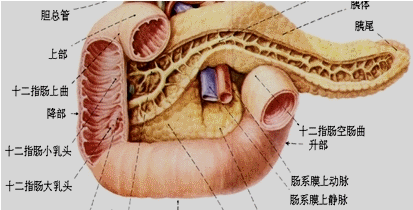 胆总管
上部
十二指肠上曲
降部
十二指肠小乳头
十二指肠大乳头
胰体
胰尾
十二指肠空肠曲
升部
肠系膜上动脉
肠系膜上静脉